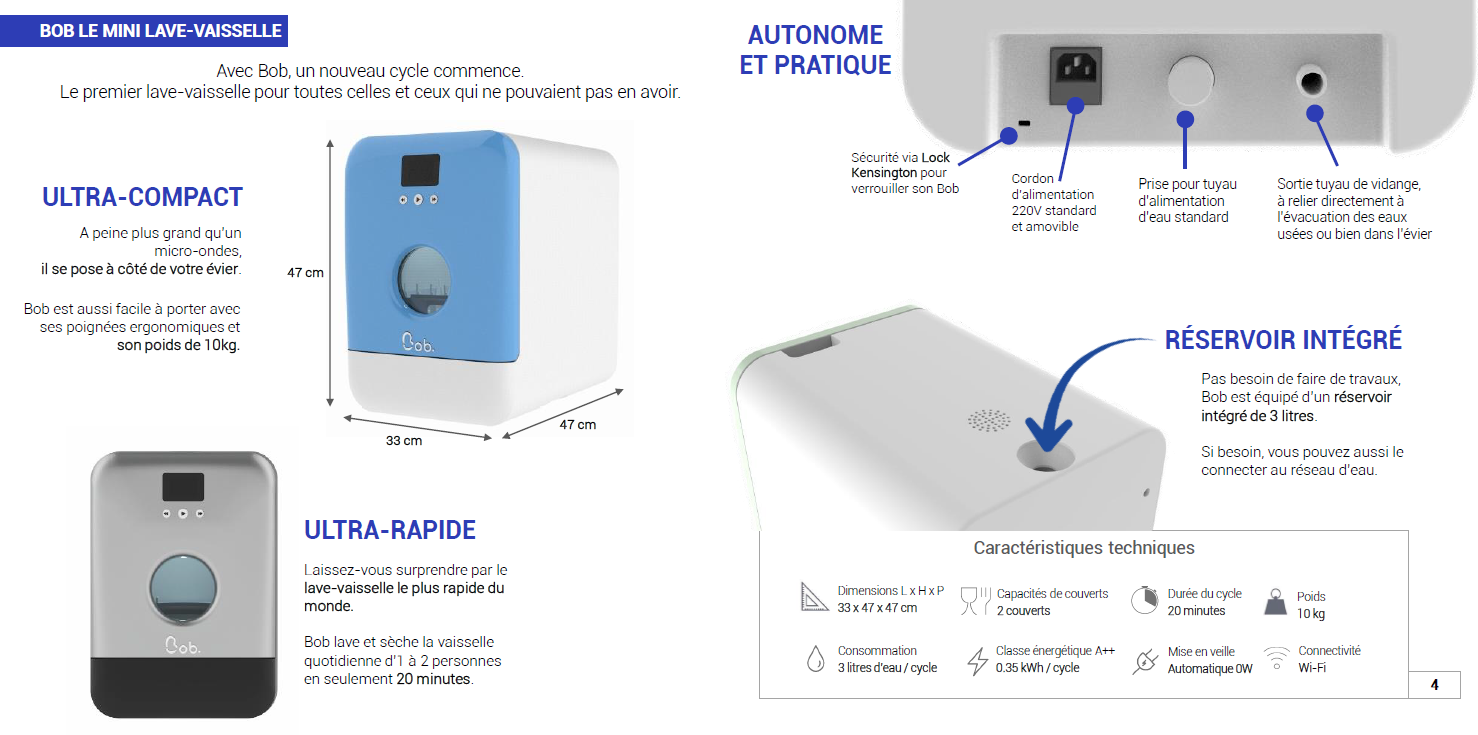 BOB LE MINI LAVE-VAISSELLE
Avec Bob, un nouveau cycle commence.
Le premier lave-vaisselle pour toutes celles et ceux qui ne pouvaient pas en avoir.
ULTRA-COMPACT
A peine plus grand qu'un
micro-ondes,
il se pose à côté de votre évier.
Bob est aussi facile à porter avec
ses poignées ergonomiques et
son poids de 10kg.
47 cm
33 cm
47 cm
Bob.
Bob.
ULTRA-RAPIDE
Laissez-vous surprendre par le
lave-vaisselle le plus rapide du
monde.
Bob lave et sèche la vaisselle
quotidienne d'1 à 2 personnes
en seulement 20 minutes.
AUTONOME
ET PRATIQUE
Sécurité via Lock
Kensington pour
verrouiller son Bob
Cordon
d'alimentation
220V standard
et amovible
Prise pour tuyau
d'alimentation
d'eau standard
Sortie tuyau de vidange,
à relier directement à
l'évacuation des eaux
usées ou bien dans l'évier
RÉSERVOIR INTÉGRÉ
Pas besoin de faire de travaux,
Bob est équipé d'un réservoir
intégré de 3 litres.
Si besoin, vous pouvez aussi le
connecter au réseau d'eau.
Caractéristiques techniques
Dimensions L x H x P
33 x 47 x 47 cm
Capacités de couverts
2 couverts
Durée du cycle
20 minutes
Poids
10 kg
Consommation
3 litres d'eau / cycle
Classe énergétique A++
0.35 kWh / cycle
Mise en veille
Automatique 0W
Connectivité
Wi-Fi
4